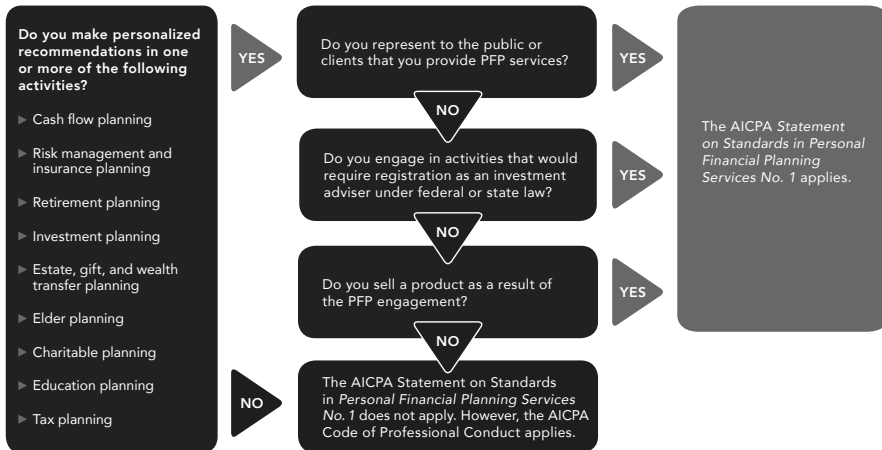 Do you make personalized
recommendations in one
or more of the following
activities?
Cash flow planning
Risk management and
insurance planning
Retirement planning
Investment planning
Estate, gift, and wealth
transfer planning
Elder planning
Charitable planning
Education planning
Tax planning
YES
Do you represent to the public or
clients that you provide PFP services?
YES
NO
Do you engage in activities that would
require registration as an investment
adviser under federal or state law?
YES
NO
Do you sell a product as a result of
the PFP engagement?
YES
NO
The AICPA Statement
on Standards in Personal
Financial Planning
Services No. 1 applies.
NO
The AICPA Statement on Standards
in Personal Financial Planning Services
No. 1 does not apply. However, the AICPA
Code of Professional Conduct applies.